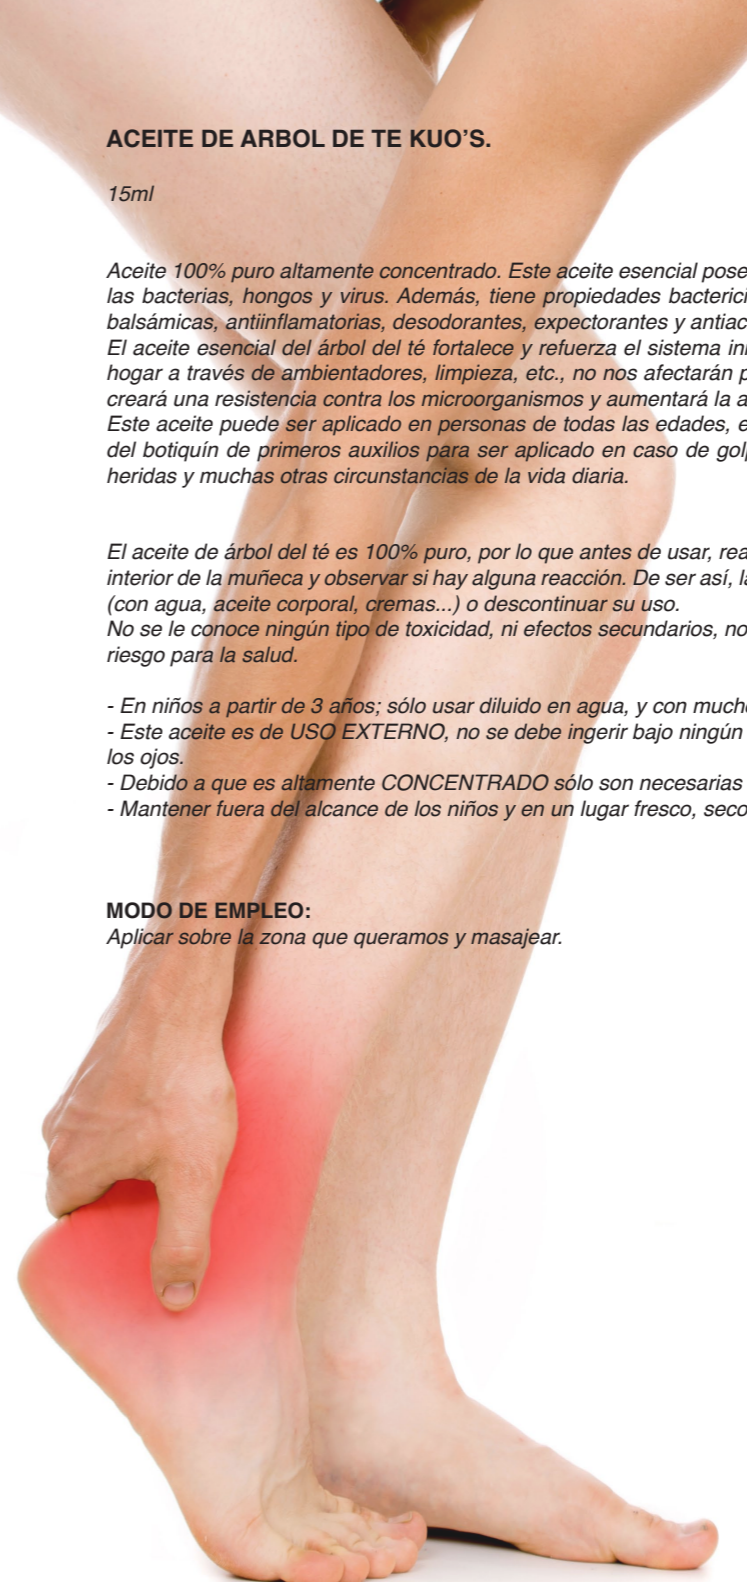 ACEITE DE ARBOL DE TE KUO’S.
15ml
Aceite 100% puro altamente concentrado. Este aceite esencial pose
las bacterias, hongos y virus. Además, tiene propiedades bacterici
balsámicas, antiinflamatorias, desodorantes, expectorantes y antiac
El aceite esencial del árbol del té fortalece y refuerza el sistema in
hogar a través de ambientadores, limpieza, etc., no nos afectarán p
creará una resistencia contra los microorganismos y aumentará la a
Este aceite puede ser aplicado en personas de todas las edades, e
del botiquín de primeros auxilios para ser aplicado en caso de golp
heridas y muchas otras circunstancias de la vida diaria.
El aceite de árbol del té es 100% puro, por lo que antes de usar, rea
interior de la muñeca y observar si hay alguna reacción. De ser así, la
(con agua, aceite corporal, cremas...) o descontinuar su uso.
No se le conoce ningún tipo de toxicidad, ni efectos secundarios, no
riesgo para la salud.
- En niños a partir de 3 años; sólo usar diluido en agua, y con mucho
- Este aceite es de USO EXTERNO, no se debe ingerir bajo ningún
los ojos.
- Debido a que es altamente CONCENTRADO sólo son necesarias
- Mantener fuera del alcance de los niños y en un lugar fresco, seco
MODO DE EMPLEO:
Aplicar sobre la zona que queramos y masajear.